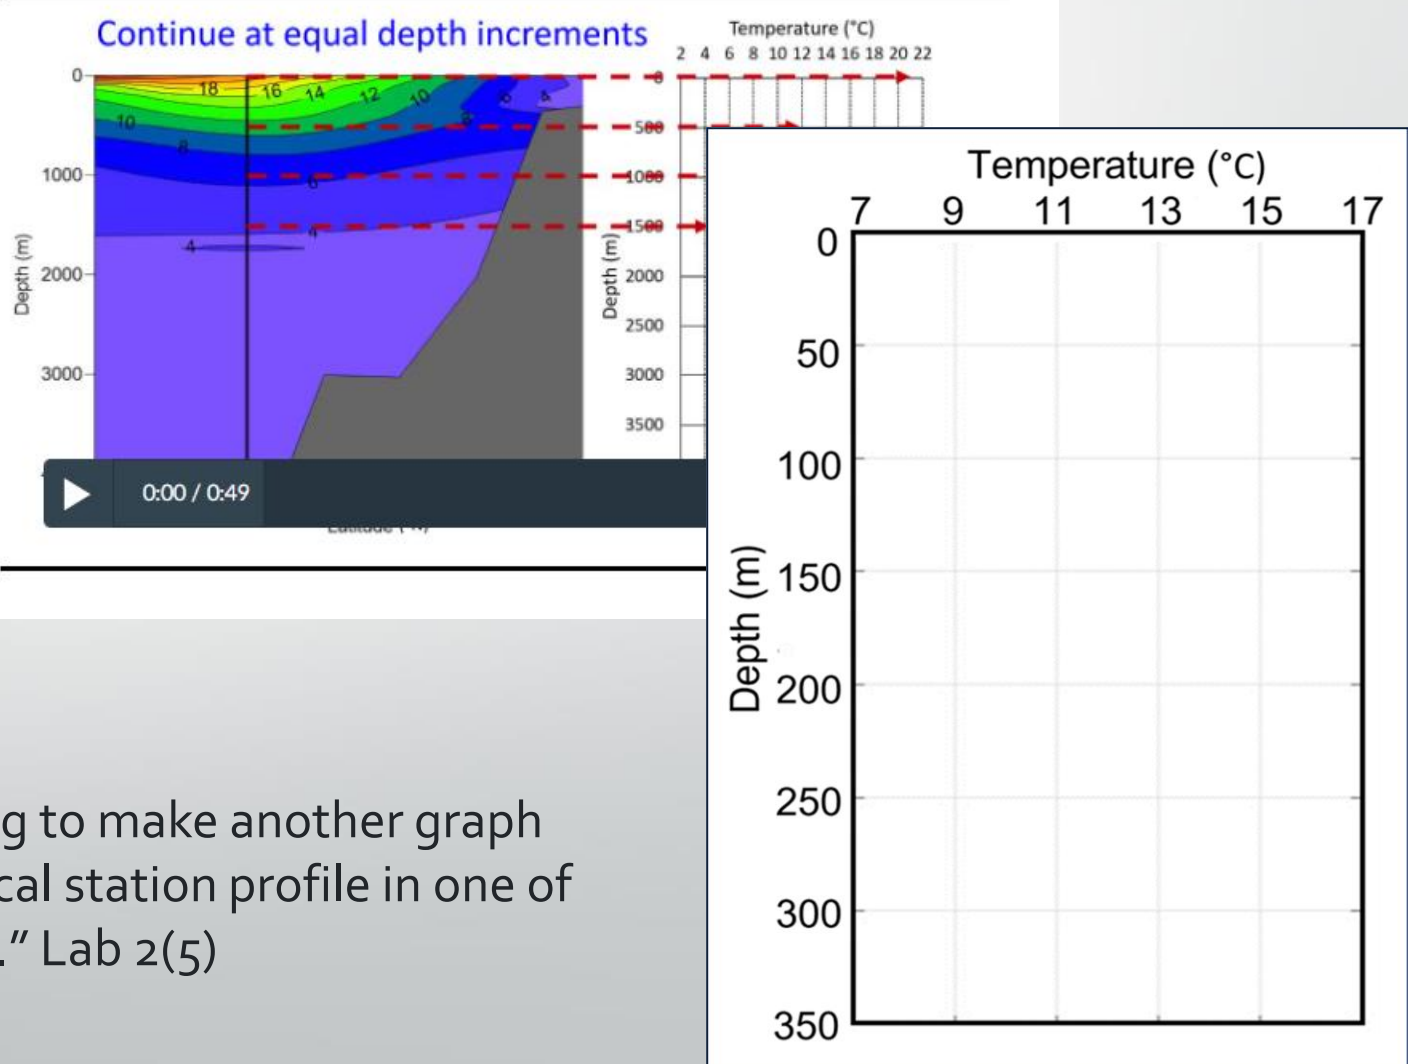 Continue at equal depth increments
Temperature (°C)
2 4 6 8 10 12 14 16 18 20 22
0
1000
2000
3000
Depth (m)
18
16
14
12
10
8
6
4
10
8
6
4
4
0
500
1000
1500
2000
2500
3000
3500
Depth (m)
0:00 / 0:49
Temperature (°C)
7 9 11 13 15 17
0
50
100
150
200
250
300
350
Depth (m)
g to make another graph
cal station profile in one of
." Lab 2(5)